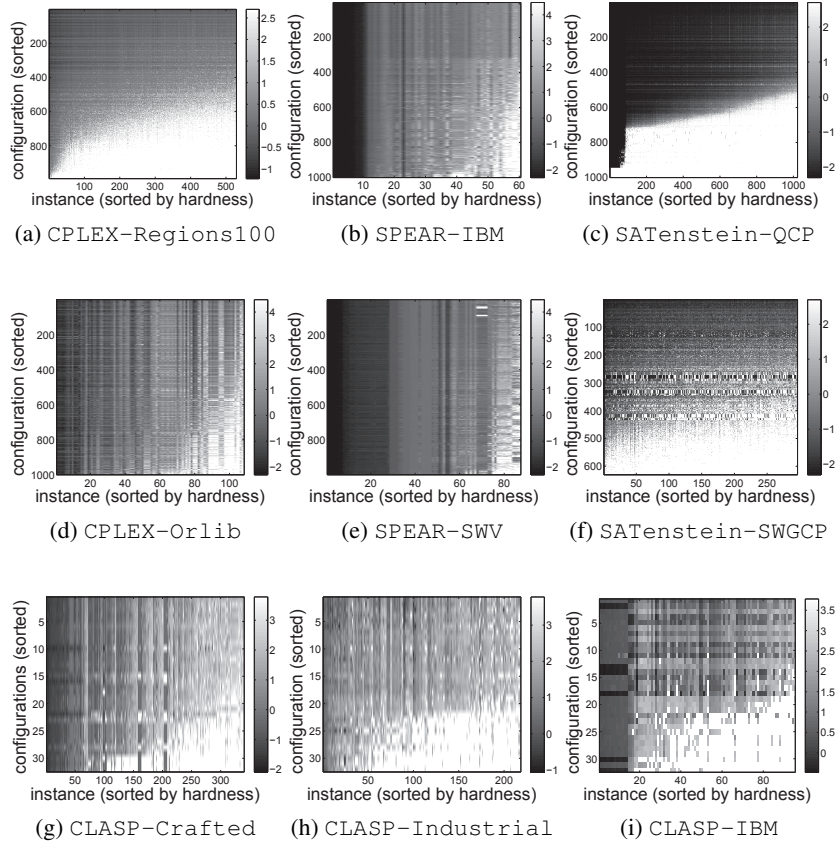 200
400
600
800
configuration (sorted)
100 200 300 400 500
instance (sorted by hardness)
2.5
2
1.5
1
0.5
0
−0.5
−1
(a) CPLEX-Regions100
200
400
600
800
1000
configuration (sorted)
10 20 30 40 50 60
instance (sorted by hardness)
4
3
2
1
0
−1
−2
(b) SPEAR-IBM
200
400
600
800
1000
configuration (sorted)
200 400 600 800 1000
instance (sorted by hardness)
2
1
0
−1
−2
(c) SATenstein-QCP
200
400
600
800
1000
configuration (sorted)
20 40 60 80 100
instance (sorted by hardness)
4
3
2
1
0
−1
−2
(d) CPLEX-Orlib
200
400
600
800
configuration (sorted)
20 40 60 80
instance (sorted by hardness)
4
3
2
1
0
−1
−2
(e) SPEAR-SWV
100
200
300
400
500
600
configuration (sorted)
50 100 150 200 250
instance (sorted by hardness)
2
1
0
−1
−2
(f) SATenstein-SWGCP
5
10
15
20
25
30
configurations (sorted)
50 100 150 200 250 300
instance (sorted by hardness)
3
2
1
0
−1
−2
(g) CLASP-Crafted
5
10
15
20
25
30
configuration (sorted)
50 100 150 200
instance (sorted by hardness)
3
2
1
0
−1
(h) CLASP-Industrial
5
10
15
20
25
30
configuration (sorted)
20 40 60 80
instance (sorted by hardness)
3.5
3
2.5
2
1.5
1
0.5
0
(i) CLASP-IBM